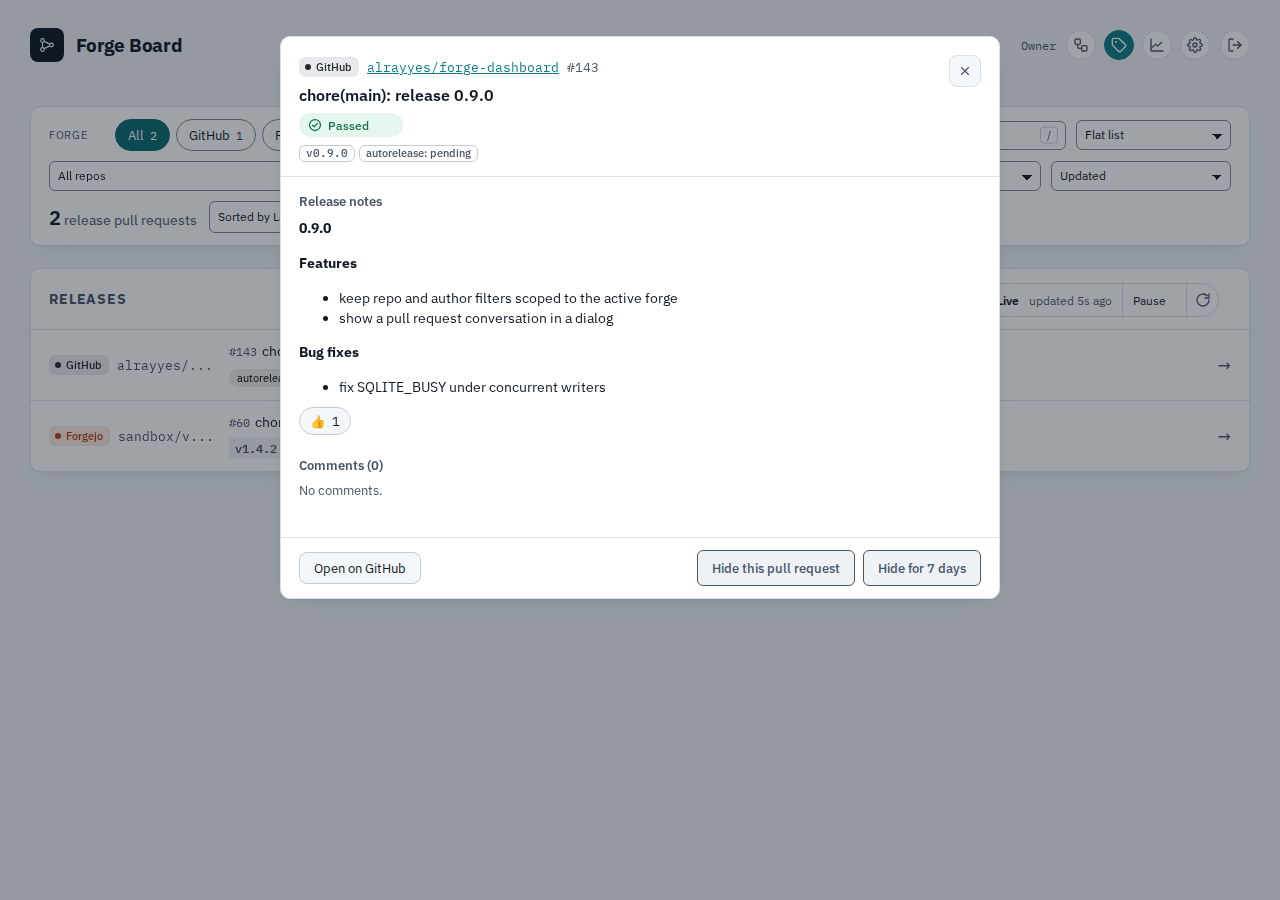 Forge Board
Owner
FORGE
All 2
GitHub 1
/
Flat list
All repos
Updated
2 release pull requests
RELEASES
updated 5s ago
Pause
GitHub
alrayyes/...
#143
→
Forgejo
sandbox/v...
#60
v1.4.2
→
GitHub
alrayyes/forge-dashboard #143
×
chore(main): release 0.9.0
Passed
v0.9.0
autorelease: pending
Release notes
0.9.0
Features
• keep repo and author filters scoped to the active forge
• show a pull request conversation in a dialog
Bug fixes
• fix SQLITE_BUSY under concurrent writers
👍 1
Comments (0)
No comments.
Open on GitHub
Hide this pull request
Hide for 7 days